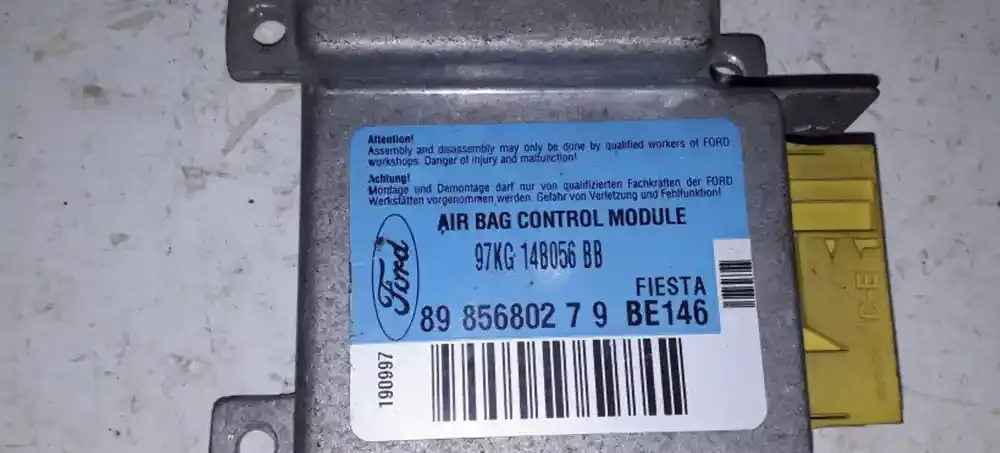 Attention!
Assembly and disassembly may only be done by qualified workers of FORD
workshops. Danger of injury and malfunction!
Achtung!
Montage und Demontage darf nur von qualifizierten Fachkraften der FORD
Werkstätten vorgenommen werden. Gefahr von Verletzung und Fehlfunktion!
AIR BAG CONTROL MODULE
97KG 14B056 BB
Ford
FIESTA
89 856802 7 9 BE146
190997